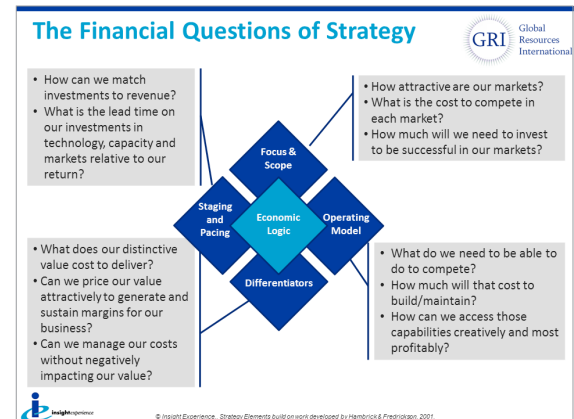 The Financial Questions of Strategy
GRI
Global
Resources
International
• How can we match
investments to revenue?
• What is the lead time on
our investments in
technology, capacity and
markets relative to our
return?
• How attractive are our markets?
• What is the cost to compete in
each market?
• How much will we need to invest
to be successful in our markets?
Focus &
Scope
Staging
and
Pacing
Economic
Logic
Operating
Model
Differentiators
• What does our distinctive
value cost to deliver?
• Can we price our value
attractively to generate and
sustain margins for our
business?
• Can we manage our costs
without negatively
impacting our value?
• What do we need to be able to
do to compete?
• How much will that cost to
build/maintain?
• How can we access those
capabilities creatively and most
profitably?
insightexperience
© Insight Experience., Strategy Elements build on work developed by Hambrick & Fredrickson, 2001.